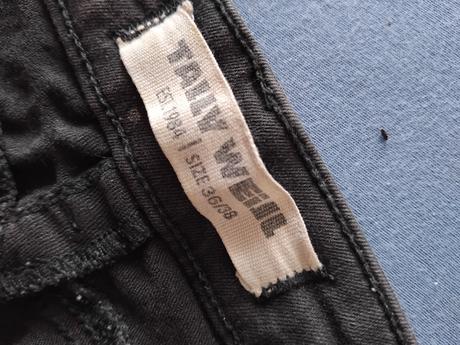 TALLY WEiJL
EST.1984 | SIZE 36/38